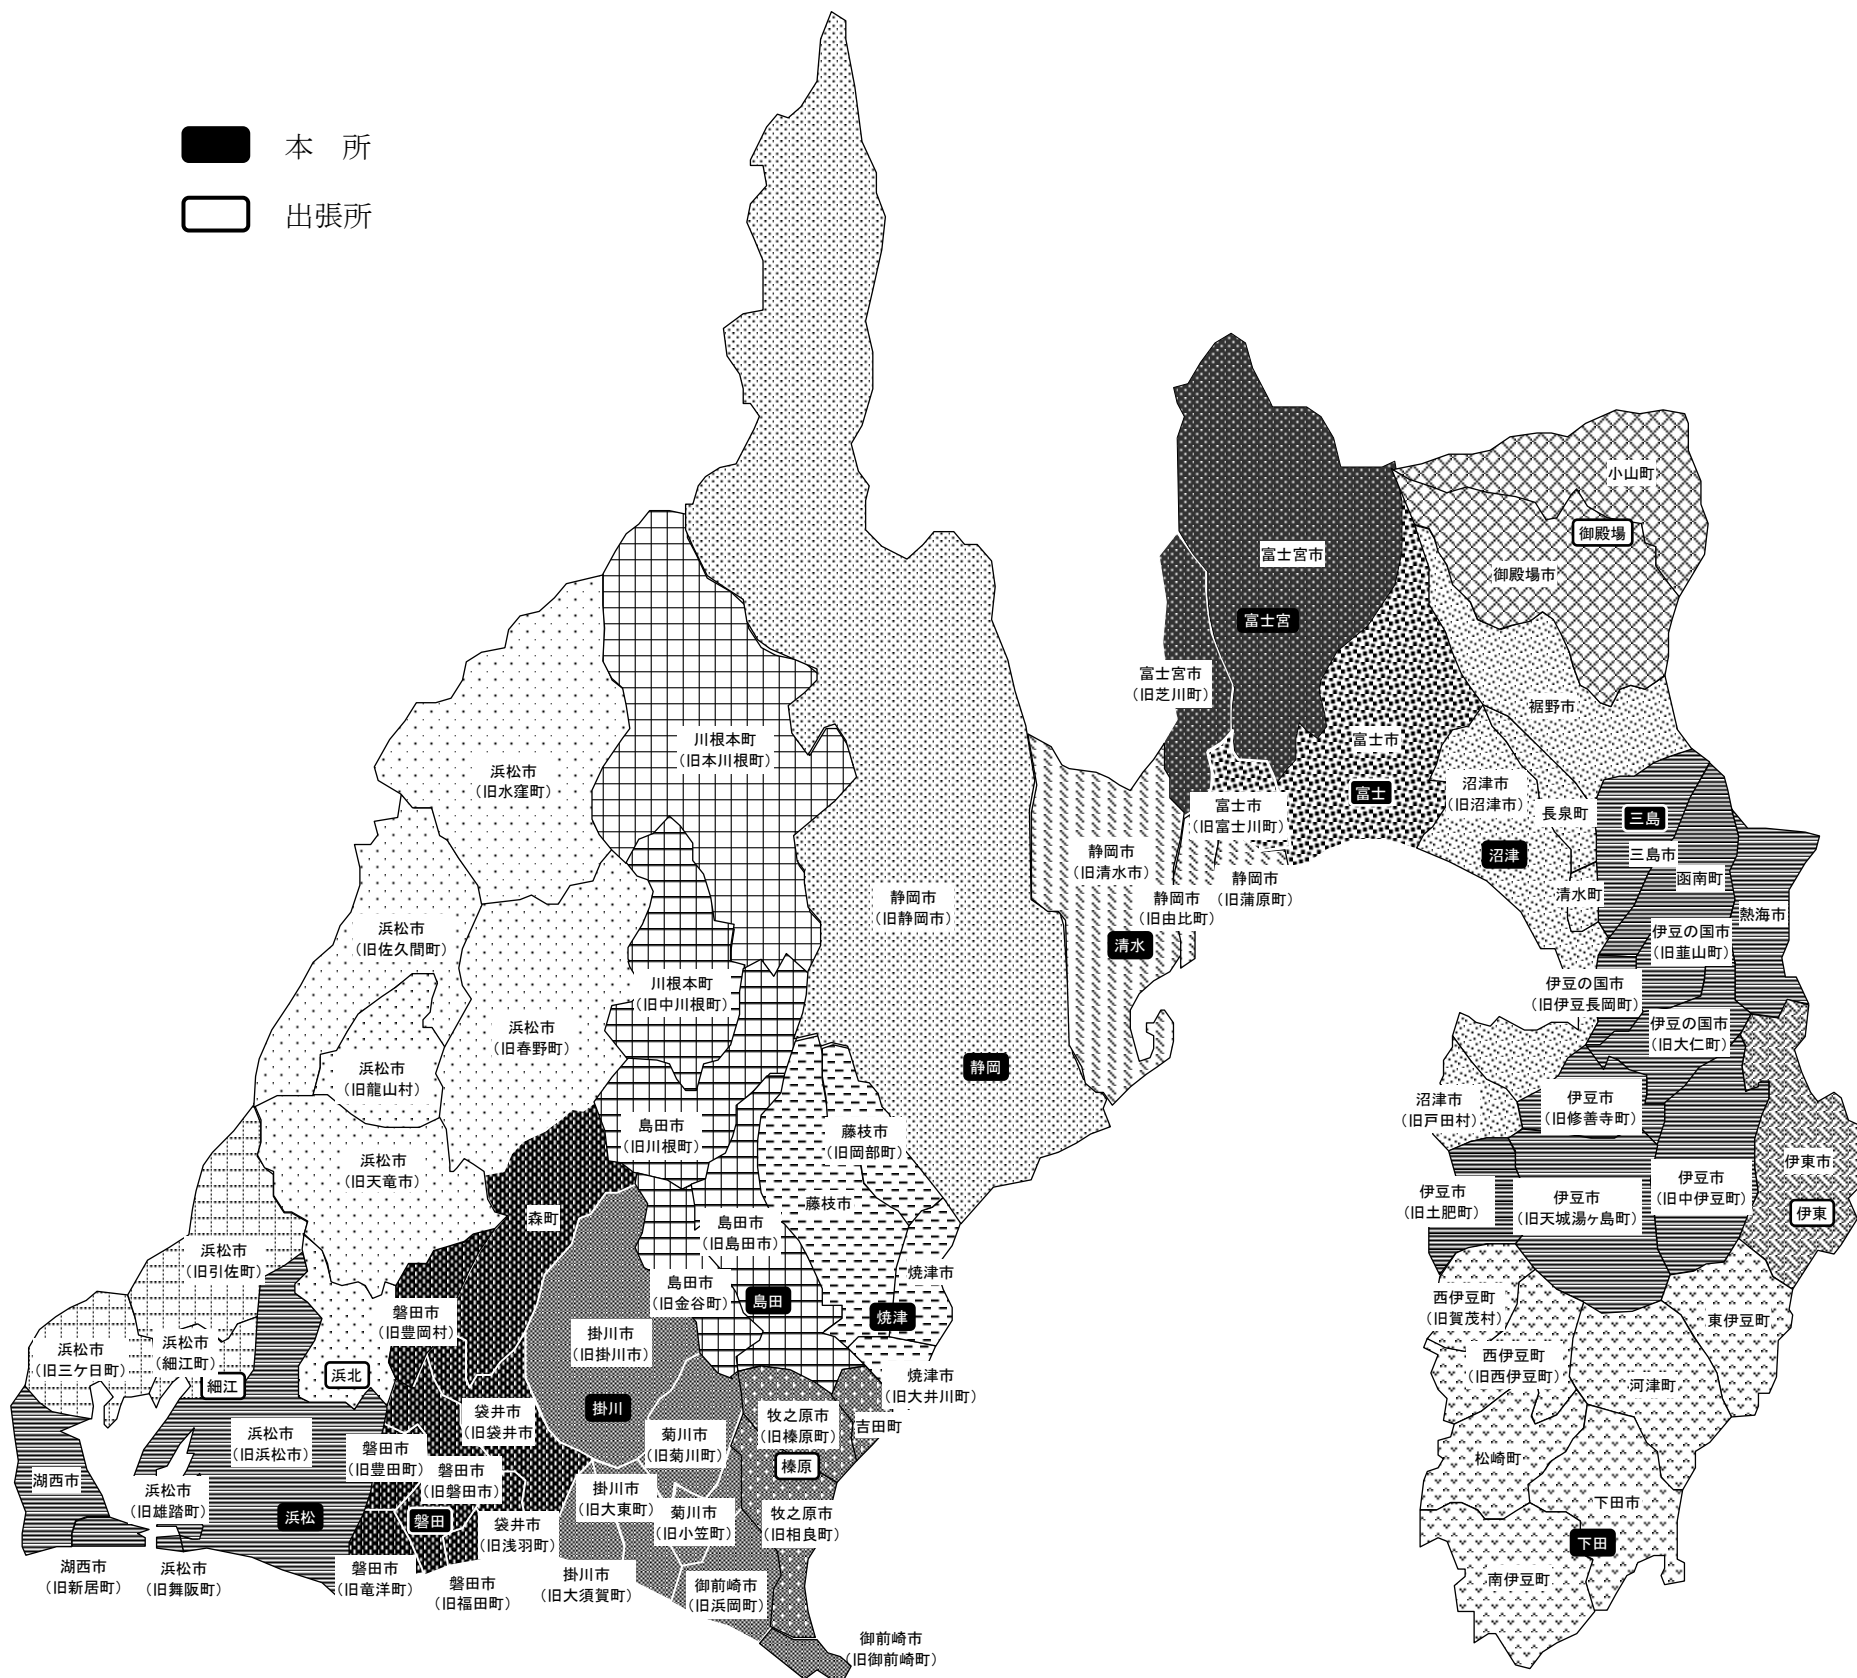 本　所
出張所
小山町
御殿場
御殿場市
富士宮市
富士宮
富士宮市
（旧芝川町）
裾野市
川根本町
（旧本川根町）
富士市
富士
浜松市
（旧水窪町）
沼津市
（旧沼津市）
長泉町
三島
富士市
（旧富士川町）
沼津
三島市
静岡市
（旧清水市）
函南町
静岡市
（旧蒲原町）
清水町
静岡市
（旧静岡市）
静岡市
（旧由比町）
熱海市
浜松市
（旧佐久間町）
清水
伊豆の国市
（旧韮山町）
川根本町
（旧中川根町）
伊豆の国市
（旧伊豆長岡町）
浜松市
（旧春野町）
伊豆の国市
（旧大仁町）
静岡
浜松市
（旧龍山村）
沼津市
（旧戸田村）
伊豆市
（旧修善寺町）
島田市
（旧川根町）
藤枝市
（旧岡部町）
浜松市
（旧天竜市）
伊東市
伊豆市
（旧土肥町）
伊豆市
（旧天城湯ヶ島町）
伊豆市
（旧中伊豆町）
藤枝市
伊東
森町
島田市
（旧島田市）
浜松市
（旧引佐町）
焼津市
島田市
（旧金谷町）
島田
焼津
西伊豆町
（旧賀茂村）
東伊豆町
磐田市
（旧豊岡村）
掛川市
（旧掛川市）
浜松市
（旧三ケ日町）
浜松市
（細江町）
細江
浜北
西伊豆町
（旧西伊豆町）
河津町
焼津市
（旧大井川町）
掛川
袋井市
（旧袋井市
牧之原市
（旧榛原町）
吉田町
浜松市
（旧浜松市）
菊川市
（旧菊川町）
磐田市
（旧豊田町）
磐田市
（旧磐田市）
榛原
松崎町
湖西市
浜松市
（旧雄踏町）
掛川市
（旧大東町）
下田市
浜松
磐田
菊川市
（旧小笠町）
牧之原市
（旧相良町）
袋井市
（旧浅羽町）
下田
湖西市
（旧新居町）
浜松市
（旧舞阪町）
磐田市
（旧竜洋町）
磐田市
（旧福田町）
掛川市
（旧大須賀町）
御前崎市
（旧浜岡町）
南伊豆町
御前崎市
（旧御前崎町）